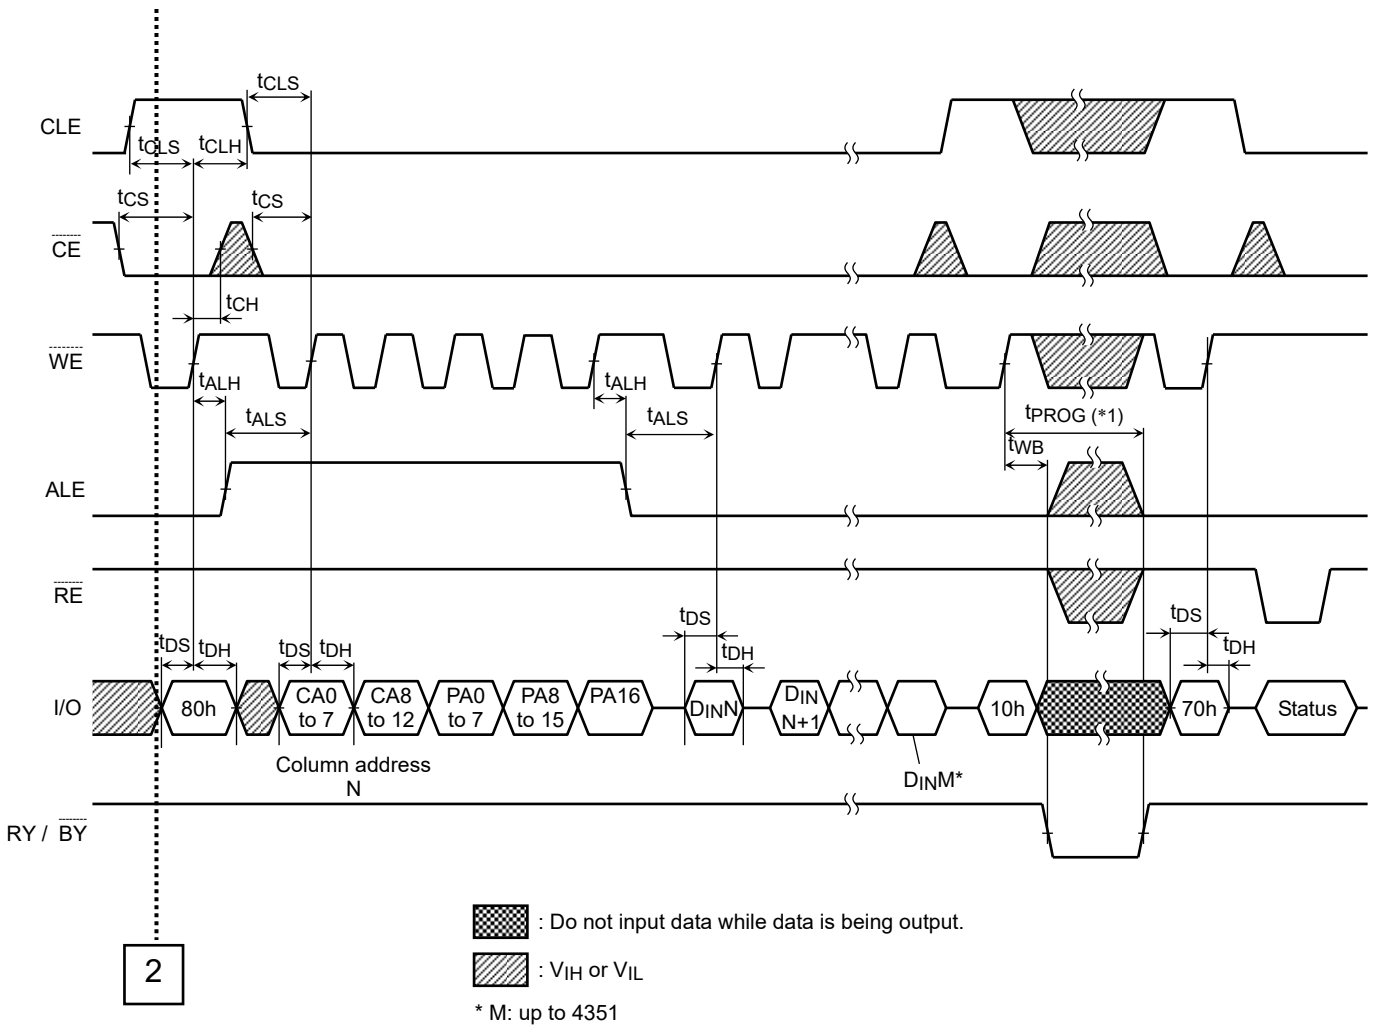 tCLS
CLE
tCLS tCLH
tCS tCS
CE
tCH
WE
tALH tALH
tALS tALS tPROG (*1)
tWB
ALE
RE
tDS tDH tDS tDH tDS tDH tDS tDH
I/O 80h CA0 to 7 CA8 to 12 PA0 to 7 PA8 to 15 PA16 DINN DIN N+1 10h 70h Status
Column address
N
DINM*
RY / BY
2
: Do not input data while data is being output.
: VIH or VIL
* M: up to 4351